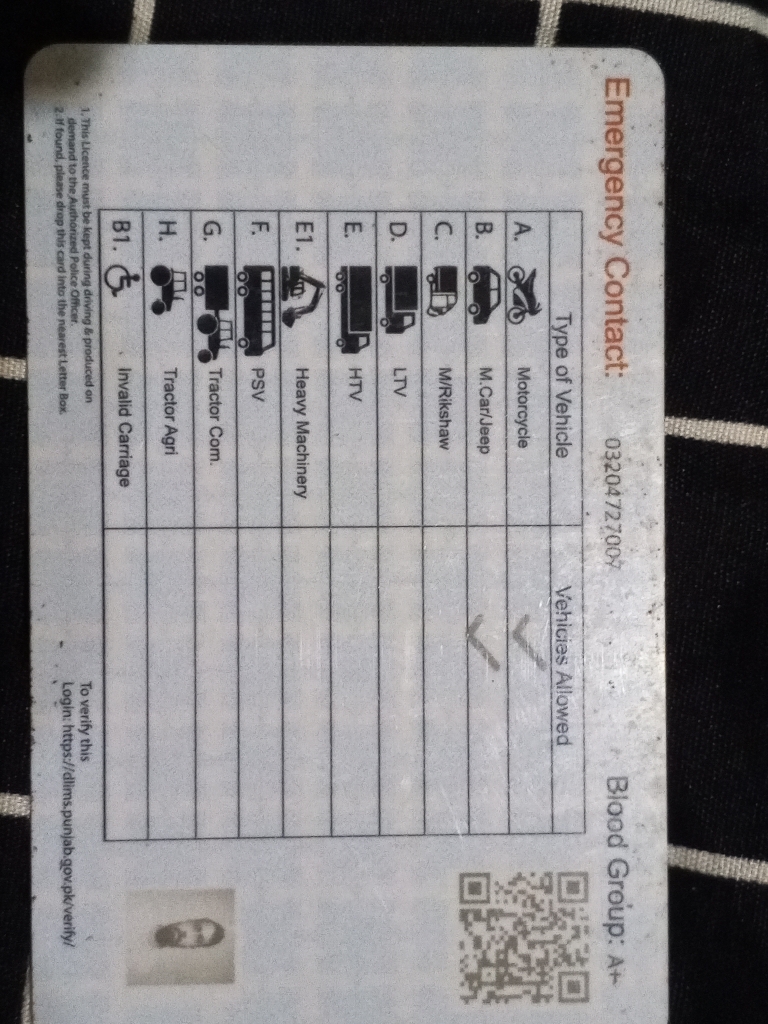 Emergency Contact: 03204727009 Blood Group: A+
Type of Vehicle Vehicles Allowed
A. Motorcycle
B. M.Car/Jeep
C. M/Rikshaw
D. LTV
E. HTV
E1. Heavy Machinery
F. PSV
G. Tractor Com.
H. Tractor Agri
B1. Invalid Carriage
1. This Licence must be kept during driving & produced on
demand to the Authorized Police Officer.
2. If found, please drop this card into the nearest Letter Box.
To verify this
Login: https://dlims.punjab.gov.pk/verify/